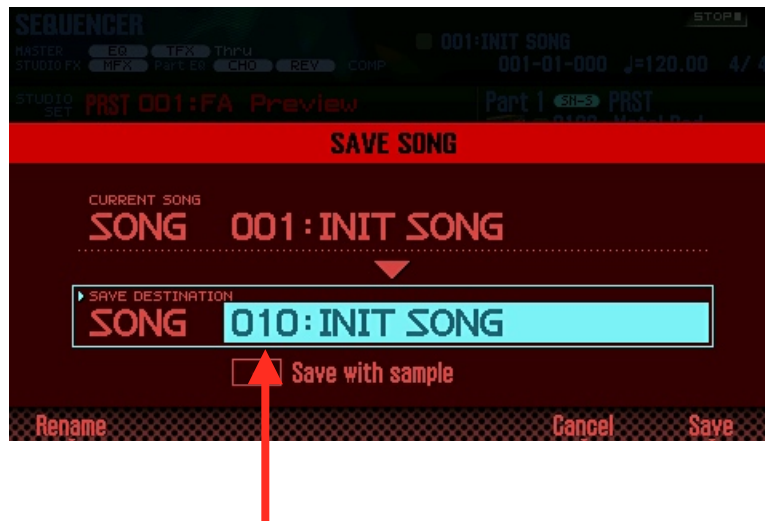 SEQUENCER
STOP
MASTER EQ TFX Thru
001:INIT SONG
STUDIO FX MFX Part EQ CHO REV COMP
001-01-000 ♩=120.00 4/4
STUDIO SET PRST 001:FA Preview
Part 1 SN-S PRST
SAVE SONG
CURRENT SONG
SONG 001:INIT SONG
SAVE DESTINATION
SONG 010:INIT SONG
Save with sample
Rename Cancel Save